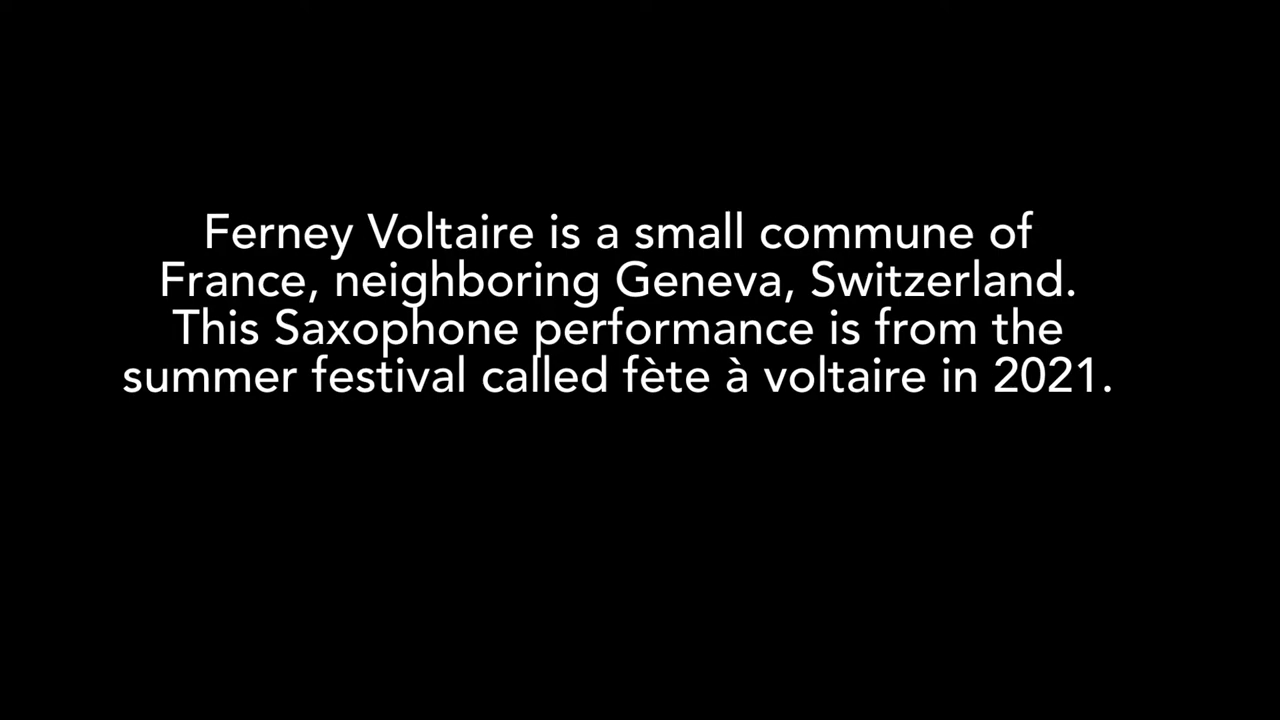 Ferney Voltaire is a small commune of
France, neighboring Geneva, Switzerland.
This Saxophone performance is from the
summer festival called fète à voltaire in 2021.